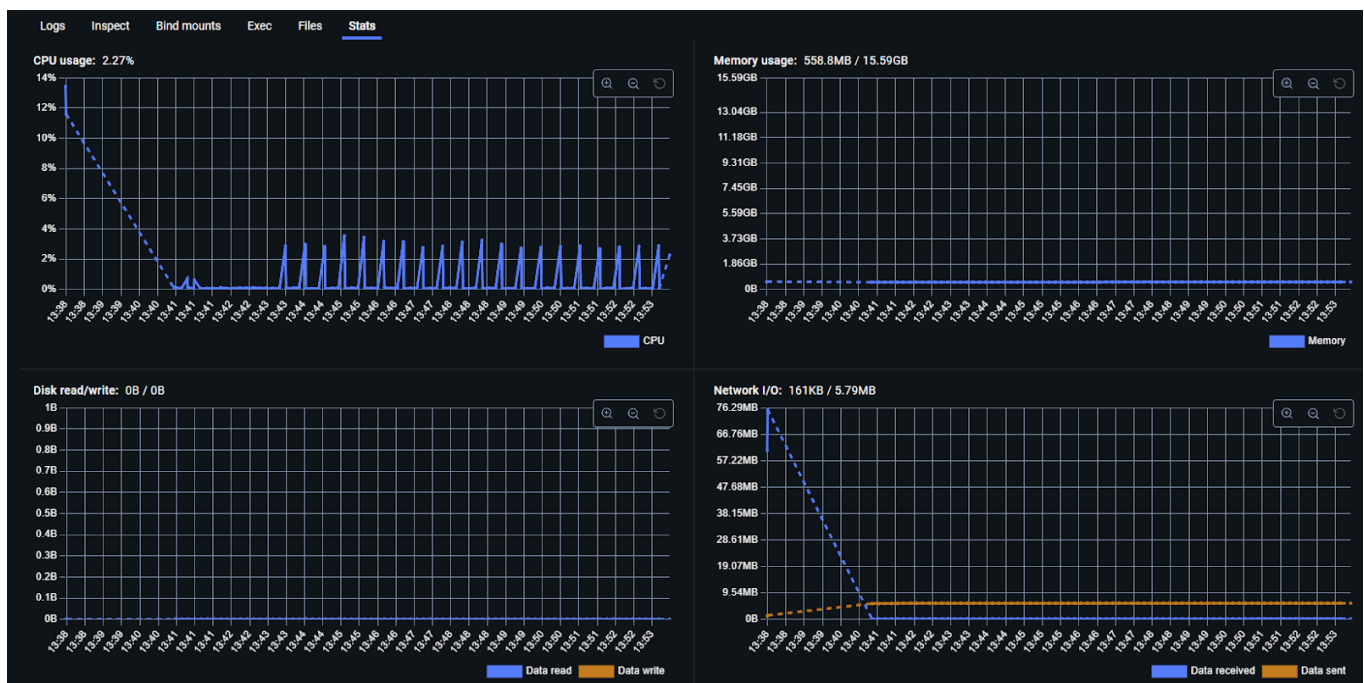 Logs Inspect Bind mounts Exec Files Stats
CPU usage: 2.27%
14%
12%
10%
8%
6%
4%
2%
0%
13:38 13:38 13:39 13:39 13:40 13:40 13:41 13:41 13:41 13:42 13:42 13:43 13:43 13:44 13:44 13:45 13:45 13:45 13:46 13:46 13:47 13:47 13:48 13:48 13:49 13:49 13:50 13:50 13:51 13:51 13:52 13:52 13:53
CPU
Memory usage: 558.8MB / 15.59GB
15.59GB
13.04GB
11.18GB
9.31GB
7.45GB
5.59GB
3.73GB
1.86GB
0B
13:38 13:38 13:39 13:39 13:40 13:40 13:41 13:41 13:42 13:42 13:43 13:43 13:44 13:44 13:45 13:45 13:45 13:46 13:46 13:47 13:47 13:48 13:48 13:49 13:49 13:50 13:50 13:51 13:51 13:52 13:52 13:53
Memory
Disk read/write: 0B / 0B
1B
0.9B
0.8B
0.7B
0.6B
0.5B
0.4B
0.3B
0.2B
0.1B
0B
13:38 13:38 13:39 13:39 13:40 13:40 13:41 13:41 13:41 13:42 13:42 13:43 13:43 13:44 13:44 13:45 13:45 13:45 13:46 13:46 13:47 13:47 13:48 13:48 13:49 13:49 13:50 13:50 13:51 13:51 13:52 13:52 13:53
Data read Data write
Network I/O: 161KB / 5.79MB
76.29MB
66.76MB
57.22MB
47.68MB
38.15MB
28.61MB
19.07MB
9.54MB
0B
13:38 13:38 13:39 13:39 13:40 13:40 13:41 13:41 13:42 13:42 13:43 13:43 13:44 13:44 13:45 13:45 13:45 13:46 13:46 13:47 13:47 13:48 13:48 13:49 13:49 13:50 13:50 13:51 13:51 13:52 13:52 13:53
Data received Data sent